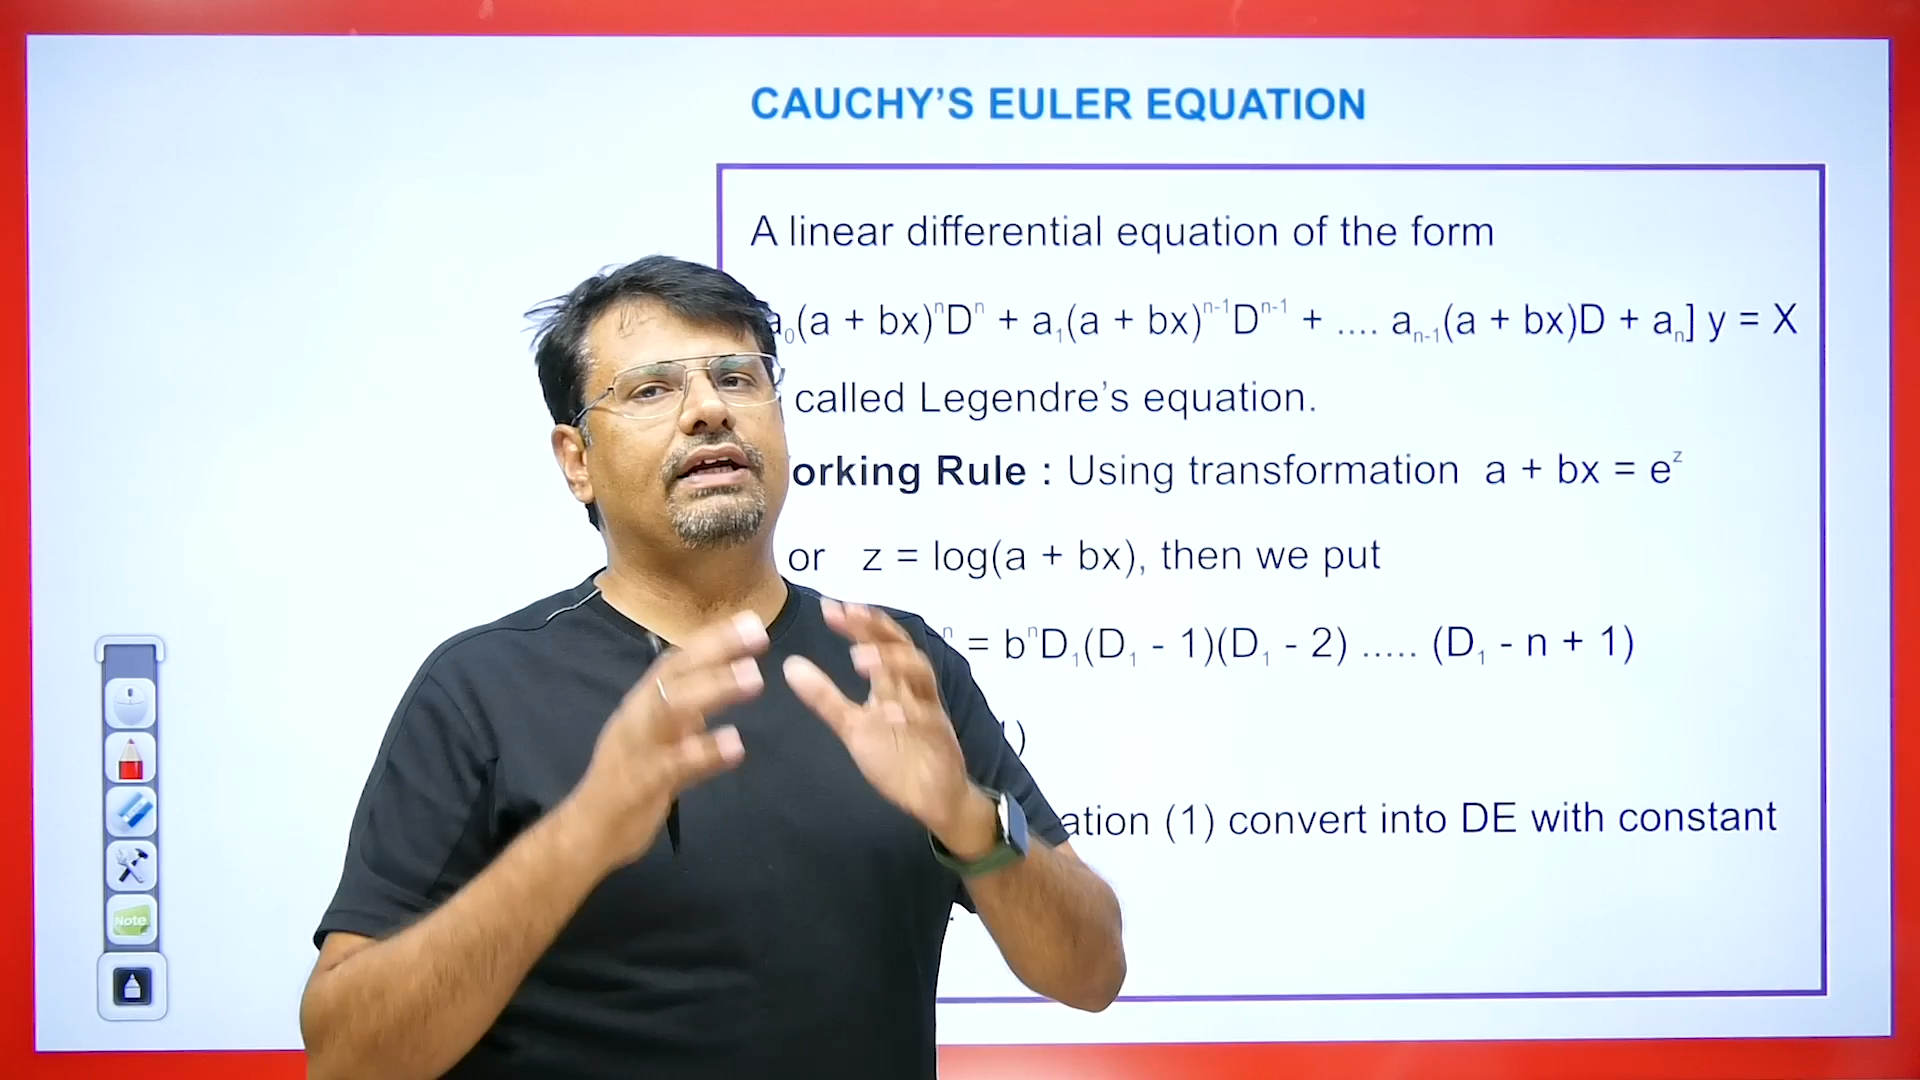 CAUCHY’S EULER EQUATION
A linear differential equation of the form
a₀(a + bx)ⁿDⁿ + a₁(a + bx)ⁿ⁻¹Dⁿ⁻¹ + .... aₙ₋₁(a + bx)D + aₙ] y = X
called Legendre’s equation.
orking Rule : Using transformation a + bx = eᶻ
or z = log(a + bx), then we put
ⁿ = bⁿD₁(D₁ - 1)(D₁ - 2) ..... (D₁ - n + 1)
)
ation (1) convert into DE with constant
Note